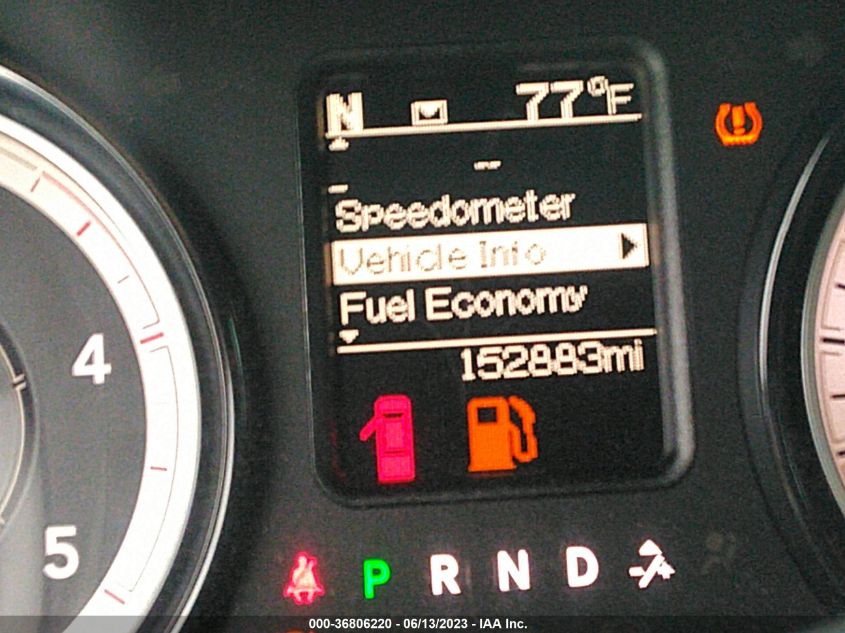 N 77°F
--
Speedometer
Vehicle Info
Fuel Economy
152883mi
4
5
P R N D
000-36806220 - 06/13/2023 - IAA Inc.